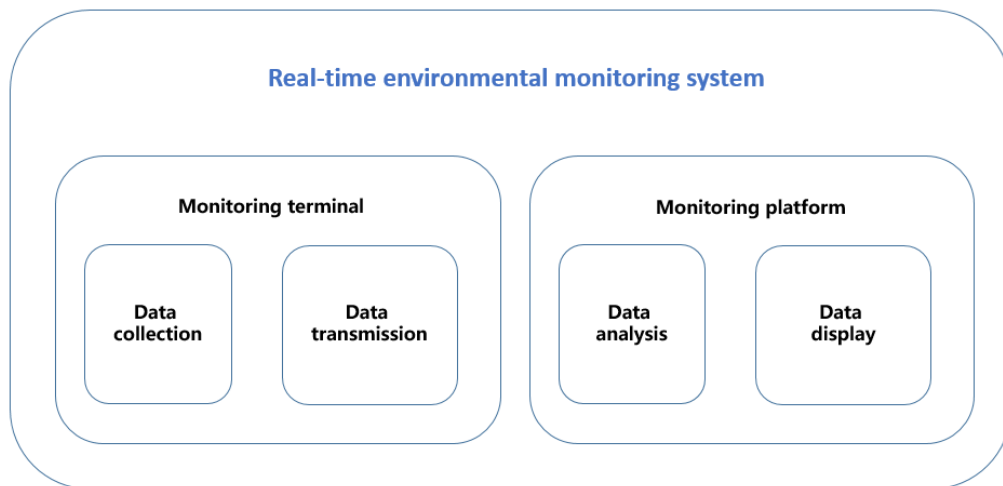 Real-time environmental monitoring system
Monitoring terminal
Data
collection
Data
transmission
Monitoring platform
Data
analysis
Data
display